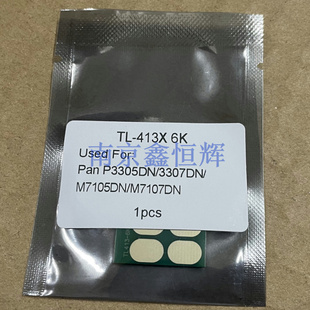 TL-413X 6K
南京鑫恒辉
Used For:
Pan P3305DN/3307DN/
M7105DN/M7107DN
1pcs